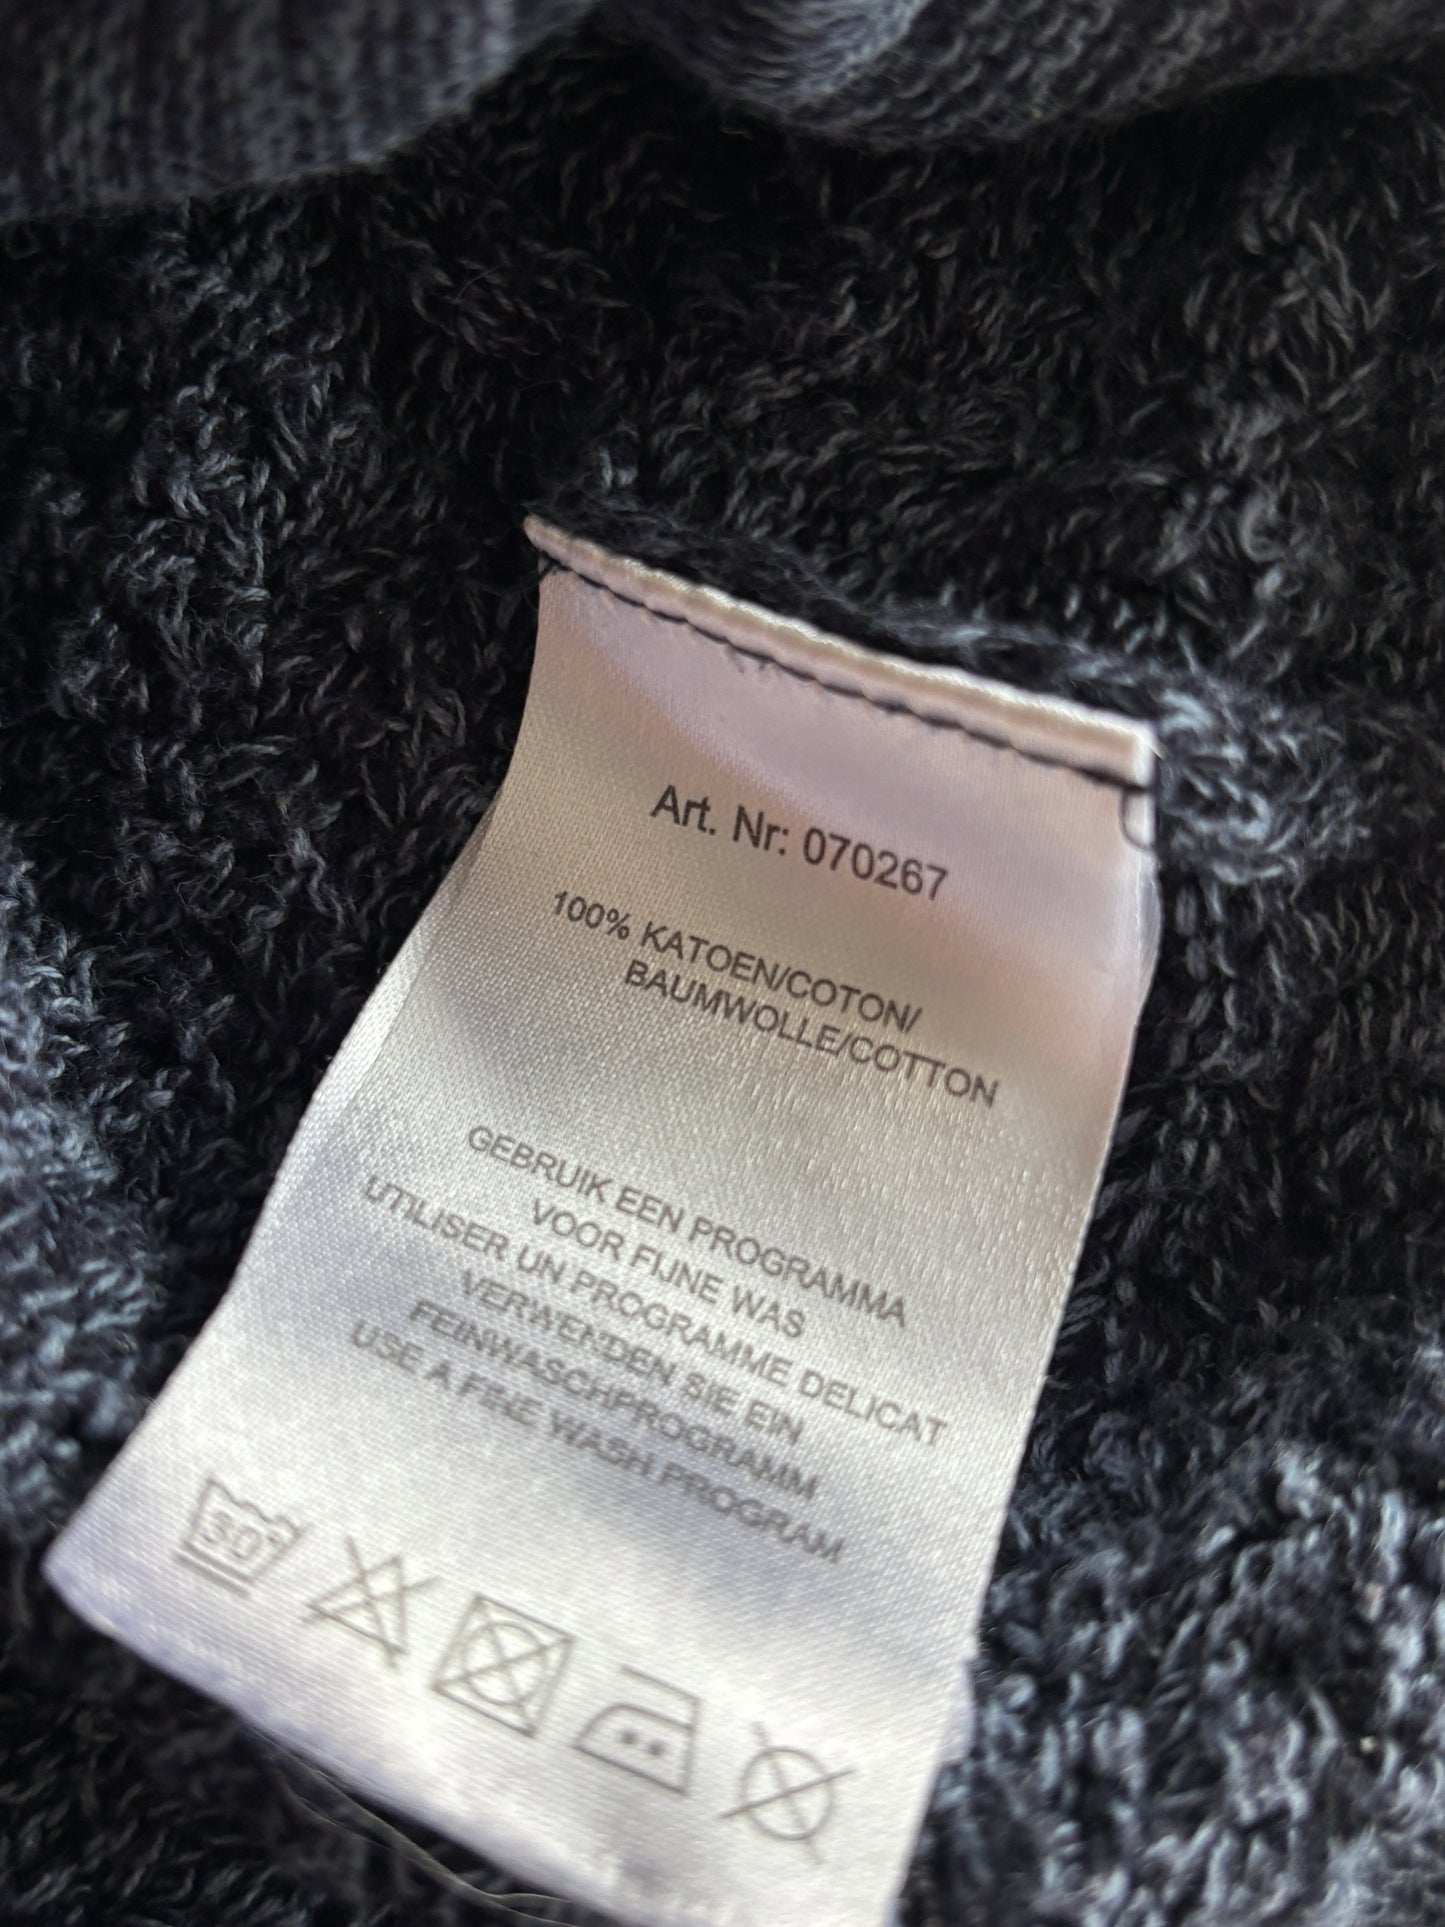 Art. Nr: 070267
100% KATOEN/COTON/
BAUMWOLLE/COTTON
GEBRUIK EEN PROGRAMMA
VOOR FIJNE WAS
UTILISER UN PROGRAMME DELICAT
VERWENDEN SIE EIN
FEINWASCHPROGRAMM
USE A FINE WASH PROGRAM
30°